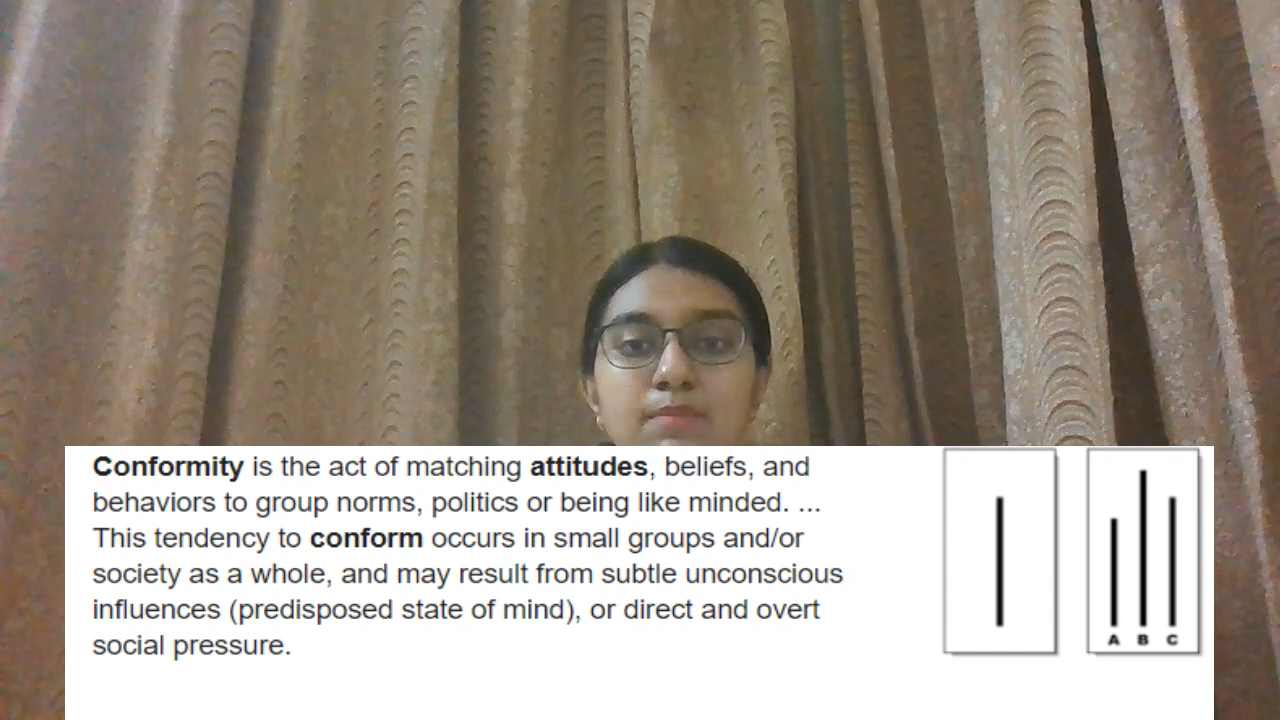 Conformity is the act of matching attitudes, beliefs, and
behaviors to group norms, politics or being like minded. ...
This tendency to conform occurs in small groups and/or
society as a whole, and may result from subtle unconscious
influences (predisposed state of mind), or direct and overt
social pressure.
A B C